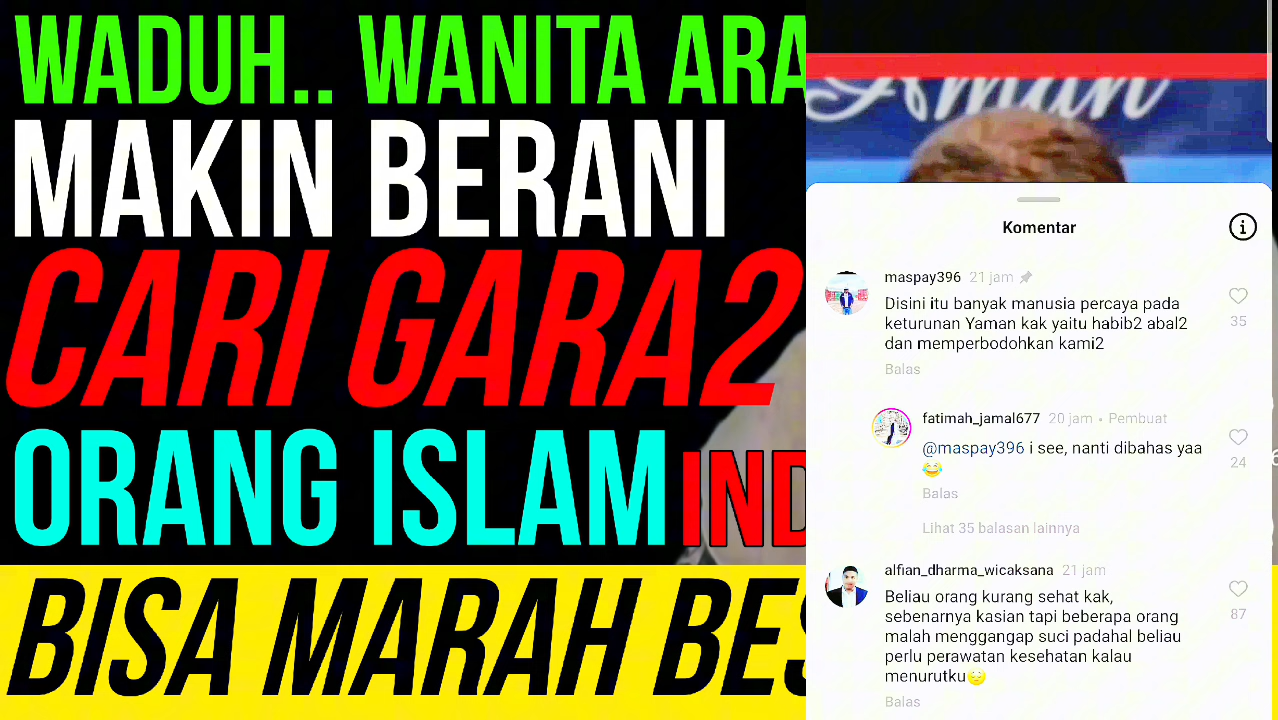 WADUH.. WANITA ARA
MAKIN BERANI
CARI GARA2
ORANG ISLAM IND
BISA MARAH BES
Aman
Komentar
maspay396 21 jam
Disini itu banyak manusia percaya pada
keturunan Yaman kak yaitu habib2 abal2
dan memperbodohkan kami2
35
Balas
fatimah_jamal677 20 jam • Pembuat
@maspay396 i see, nanti dibahas yaa
😂
24
Balas
Lihat 35 balasan lainnya
alfian_dharma_wicaksana 21 jam
Beliau orang kurang sehat kak,
sebenarnya kasian tapi beberapa orang
malah menggangap suci padahal beliau
perlu perawatan kesehatan kalau
menurutku😌
87
Balas